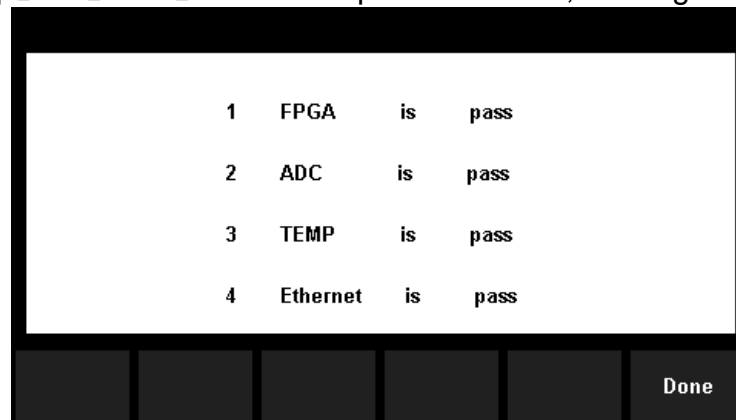 1 FPGA is pass
2 ADC is pass
3 TEMP is pass
4 Ethernet is pass
Done